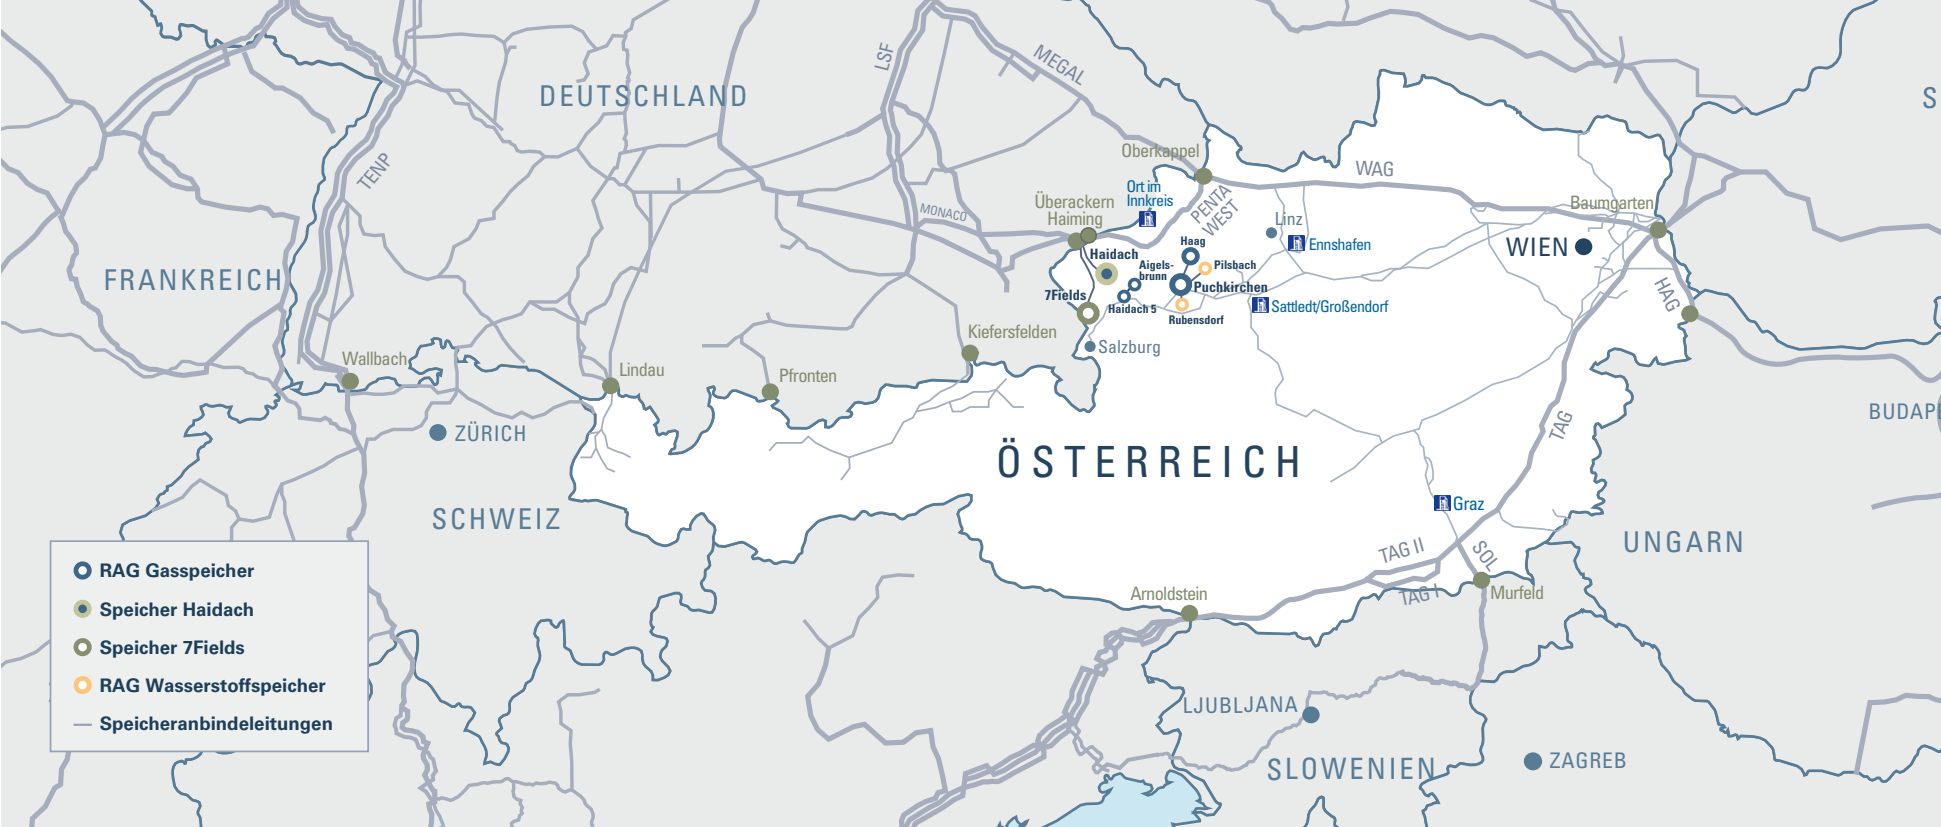 DEUTSCHLAND
LSF
MEGAL
TENP
MONACO
FRANKREICH
Oberkappel
WAG
Ort im
Innkreis
Überackern
Haiming
PENTA
WEST
Linz
Ennshafen
Baumgarten
WIEN
Haag
Haidach
Aigels-
brunn
Pilsbach
Puchkirchen
7Fields
Haidach 5
Rubensdorf
Sattledt/Großendorf
HAG
Salzburg
Kiefersfelden
Wallbach
Lindau
Pfronten
ZÜRICH
ÖSTERREICH
TAG
BUDAPE
S
SCHWEIZ
Graz
UNGARN
TAG II
SOL
TAG I
Murfeld
Arnoldstein
LJUBLJANA
SLOWENIEN
ZAGREB
RAG Gasspeicher
Speicher Haidach
Speicher 7Fields
RAG Wasserstoffspeicher
Speicheranbindeleitungen